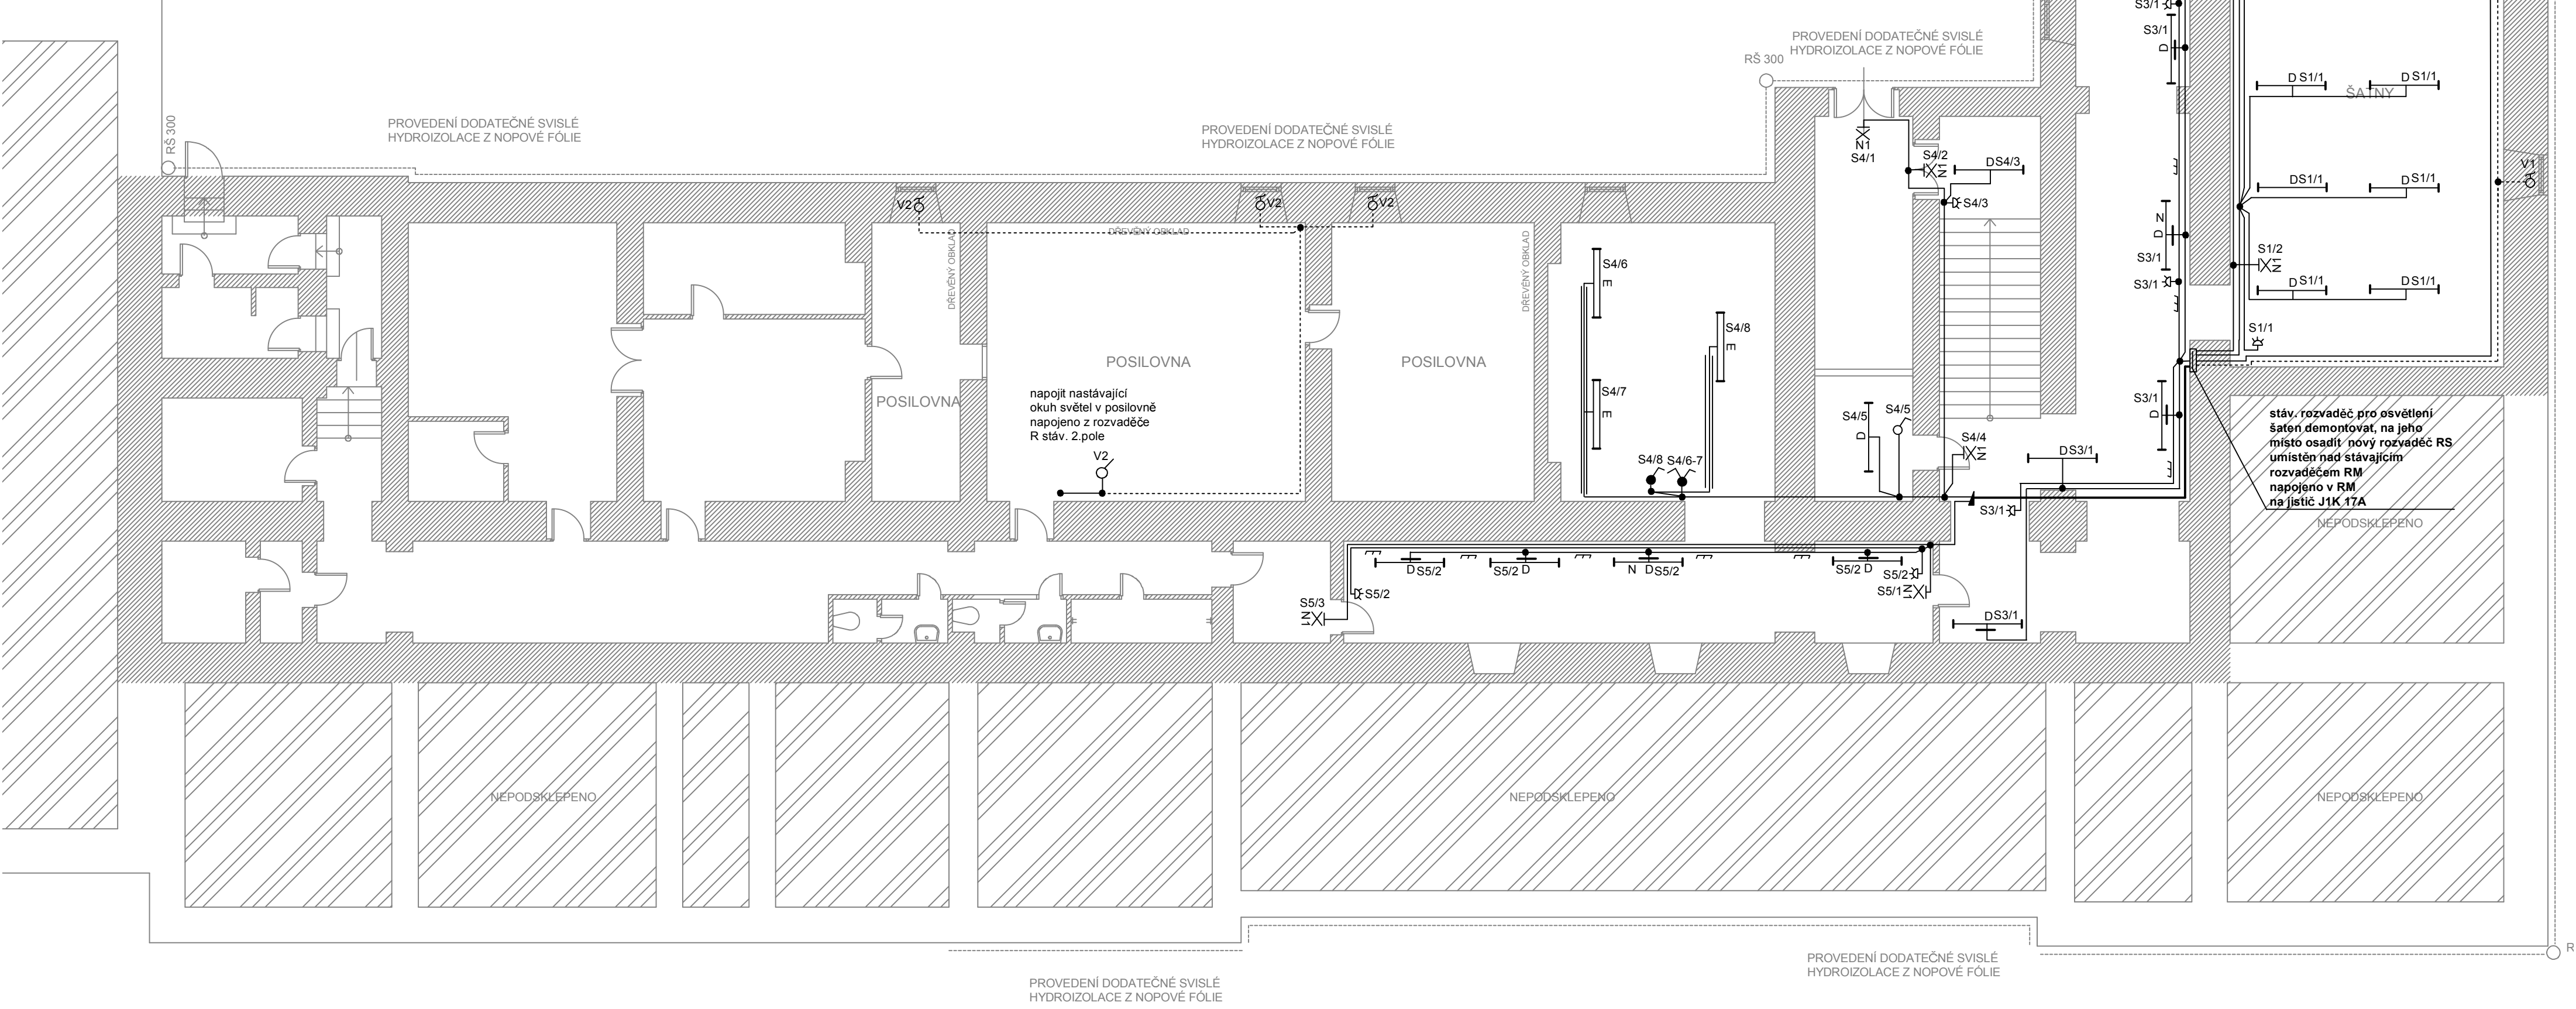 S3/1
S3/1
D
PROVEDENÍ DODATEČNÉ SVISLÉ
HYDROIZOLACE Z NOPOVÉ FÓLIE
RŠ 300
D S1/1
D S1/1
ŠATNY
RŠ 300
PROVEDENÍ DODATEČNÉ SVISLÉ
HYDROIZOLACE Z NOPOVÉ FÓLIE
PROVEDENÍ DODATEČNÉ SVISLÉ
HYDROIZOLACE Z NOPOVÉ FÓLIE
N1
S4/1
S4/2
N1
DS4/3
S4/3
V1
DS1/1
DS1/1
V2
V2
V2
DŘEVĚNÝ OBKLAD
DŘEVĚNÝ OBKLAD
DŘEVĚNÝ OBKLAD
N
D
S3/1
S3/1
S1/2
N1
DS1/1
DS1/1
S1/1
S4/6
E
S4/8
E
S4/7
E
POSILOVNA
POSILOVNA
POSILOVNA
napojit nastávající
okuh světel v posilovně
napojeno z rozvaděče
R stáv. 2.pole
V2
S4/8
S4/6-7
S4/5
D
S4/5
S4/4
N1
S3/1
D
DS3/1
S3/1
stáv. rozvaděč pro osvětlení
šaten demontovat, na jeho
místo osadit nový rozvaděč RS
umístěn nad stávajícím
rozvaděčem RM
napojeno v RM
na jistič J1K 17A
NEPODSKLEPENO
D S5/2
S5/2 D
N DS5/2
S5/2 D
S5/2
S5/1
N1
S5/2
S5/3
N1
DS3/1
NEPODSKLEPENO
NEPODSKLEPENO
NEPODSKLEPENO
R
PROVEDENÍ DODATEČNÉ SVISLÉ
HYDROIZOLACE Z NOPOVÉ FÓLIE
PROVEDENÍ DODATEČNÉ SVISLÉ
HYDROIZOLACE Z NOPOVÉ FÓLIE